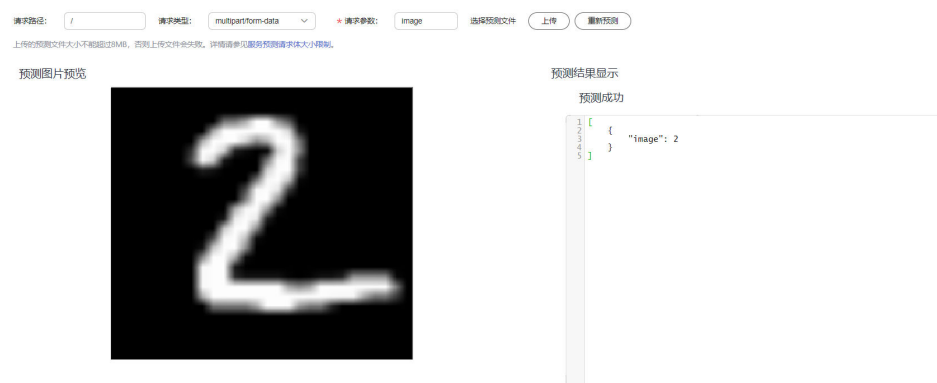 请求路径： / 请求类型： multipart/form-data * 请求参数： image 选择预测文件 上传 重新预测
上传的预测文件大小不能超过8MB，否则上传文件会失败。详情请参见服务预测请求体大小限制。
预测图片预览
2
预测结果显示
预测成功
1 [
2 {
3 "image": 2
4 }
5 ]